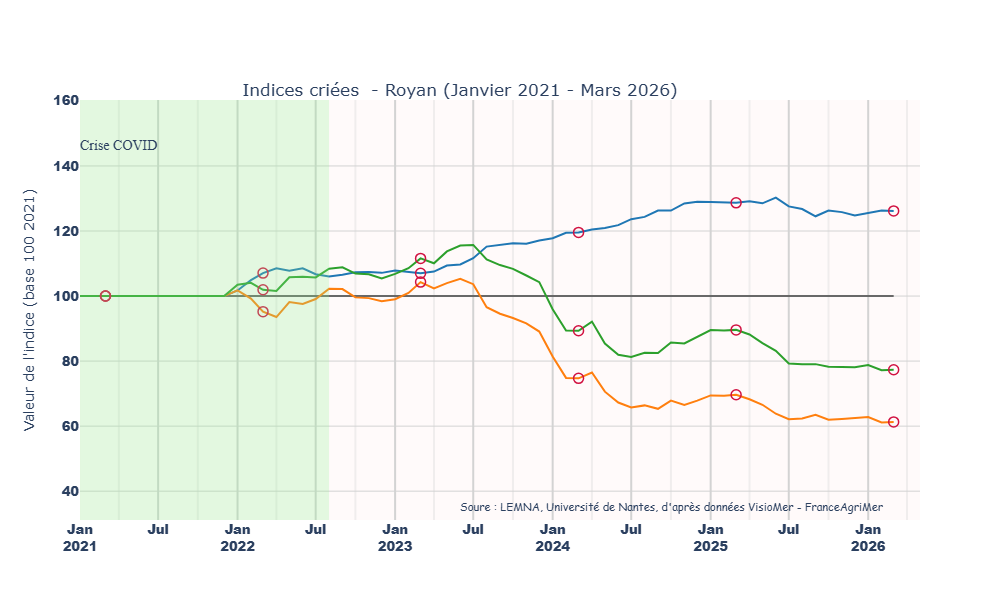 Indices criées  - Royan (Janvier 2021 - Mars 2026)
Valeur de l'indice (base 100 2021)
160
140
120
100
80
60
40
Crise COVID
Soure : LEMNA, Université de Nantes, d'après données VisioMer - FranceAgriMer
Jan Jul Jan Jul Jan Jul Jan Jul Jan Jul Jan
2021 2022 2023 2024 2025 2026